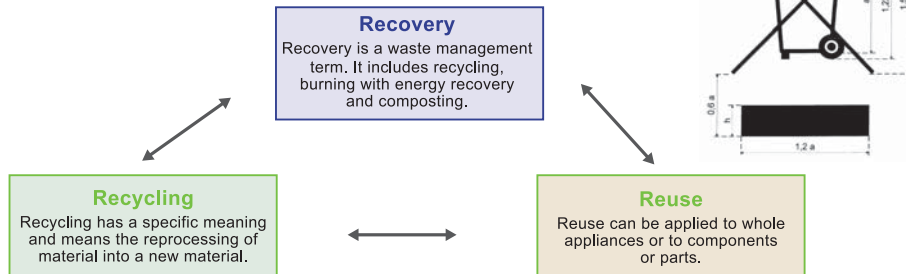 Recovery
Recovery is a waste management
term. It includes recycling,
burning with energy recovery
and composting.
Recycling
Recycling has a specific meaning
and means the reprocessing of
material into a new material.
Reuse
Reuse can be applied to whole
appliances or to components
or parts.
a
0,6 a
h
1,2 a